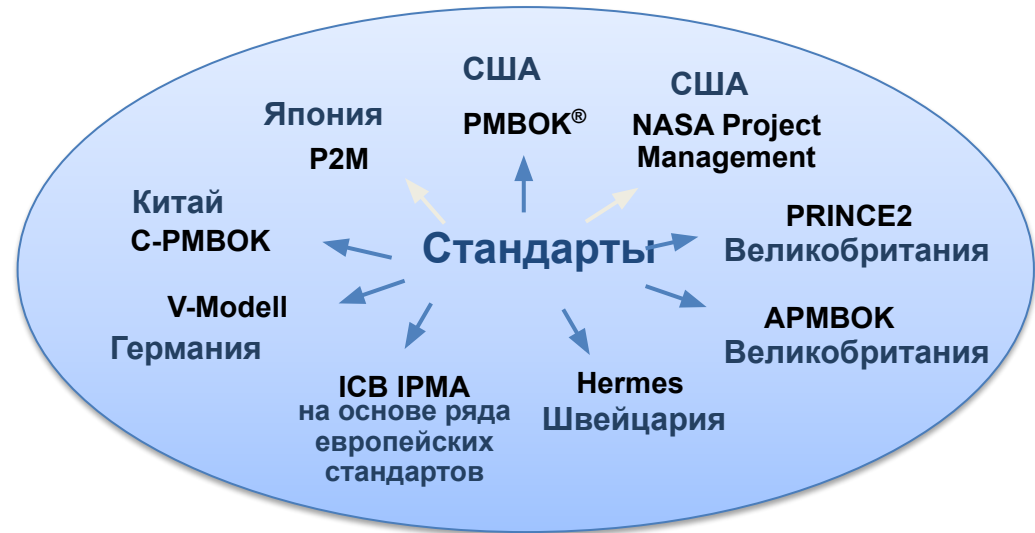 США
PMBOK®
США
NASA Project
Management
Япония
P2M
Китай
C-PMBOK
Стандарты
PRINCE2
Великобритания
V-Modell
Германия
APMBOK
Великобритания
ICB IPMA
на основе ряда
европейских
стандартов
Hermes
Швейцария